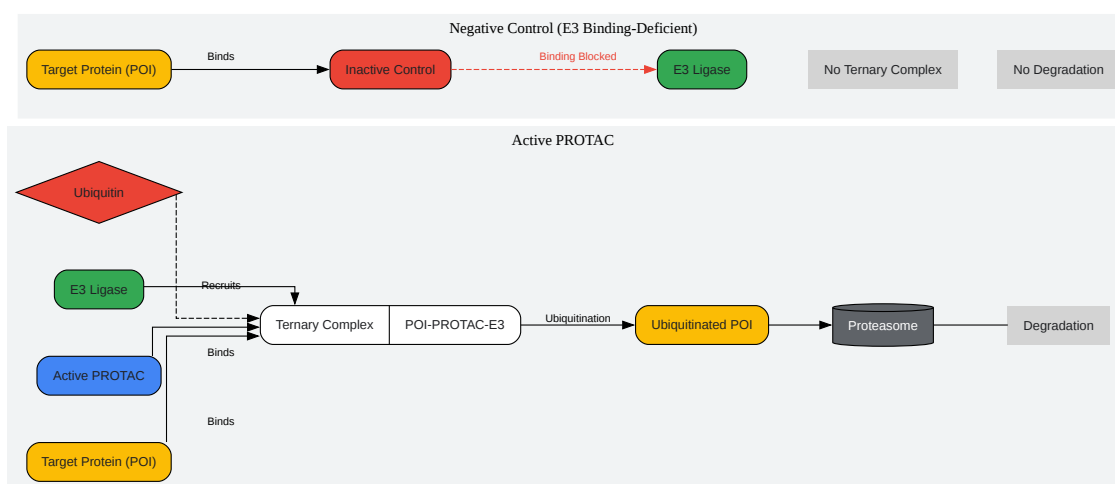 Negative Control (E3 Binding-Deficient)
Target Protein (POI)
Binds
Inactive Control
Binding Blocked
E3 Ligase
No Ternary Complex
No Degradation
Active PROTAC
Ubiquitin
E3 Ligase
Recruits
Ternary Complex
POI-PROTAC-E3
Ubiquitination
Ubiquitinated POI
Proteasome
Degradation
Binds
Active PROTAC
Binds
Target Protein (POI)